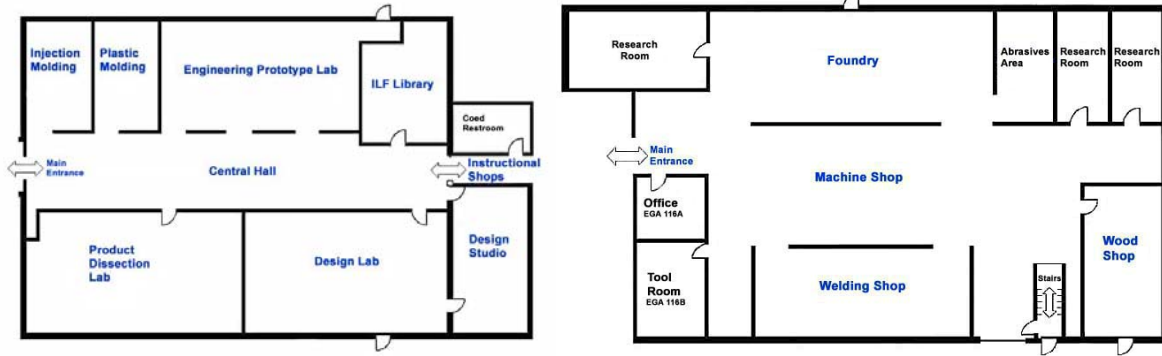 Injection
Molding
Plastic
Molding
Engineering Prototype Lab
ILF Library
Coed
Restroom
Main
Entrance
Central Hall
Instructional
Shops
Product
Dissection
Lab
Design Lab
Design
Studio
Research
Room
Foundry
Abrasives
Area
Research
Room
Research
Room
Main
Entrance
Machine Shop
Office
EGA 116A
Tool
Room
EGA 116B
Welding Shop
Stairs
Wood
Shop